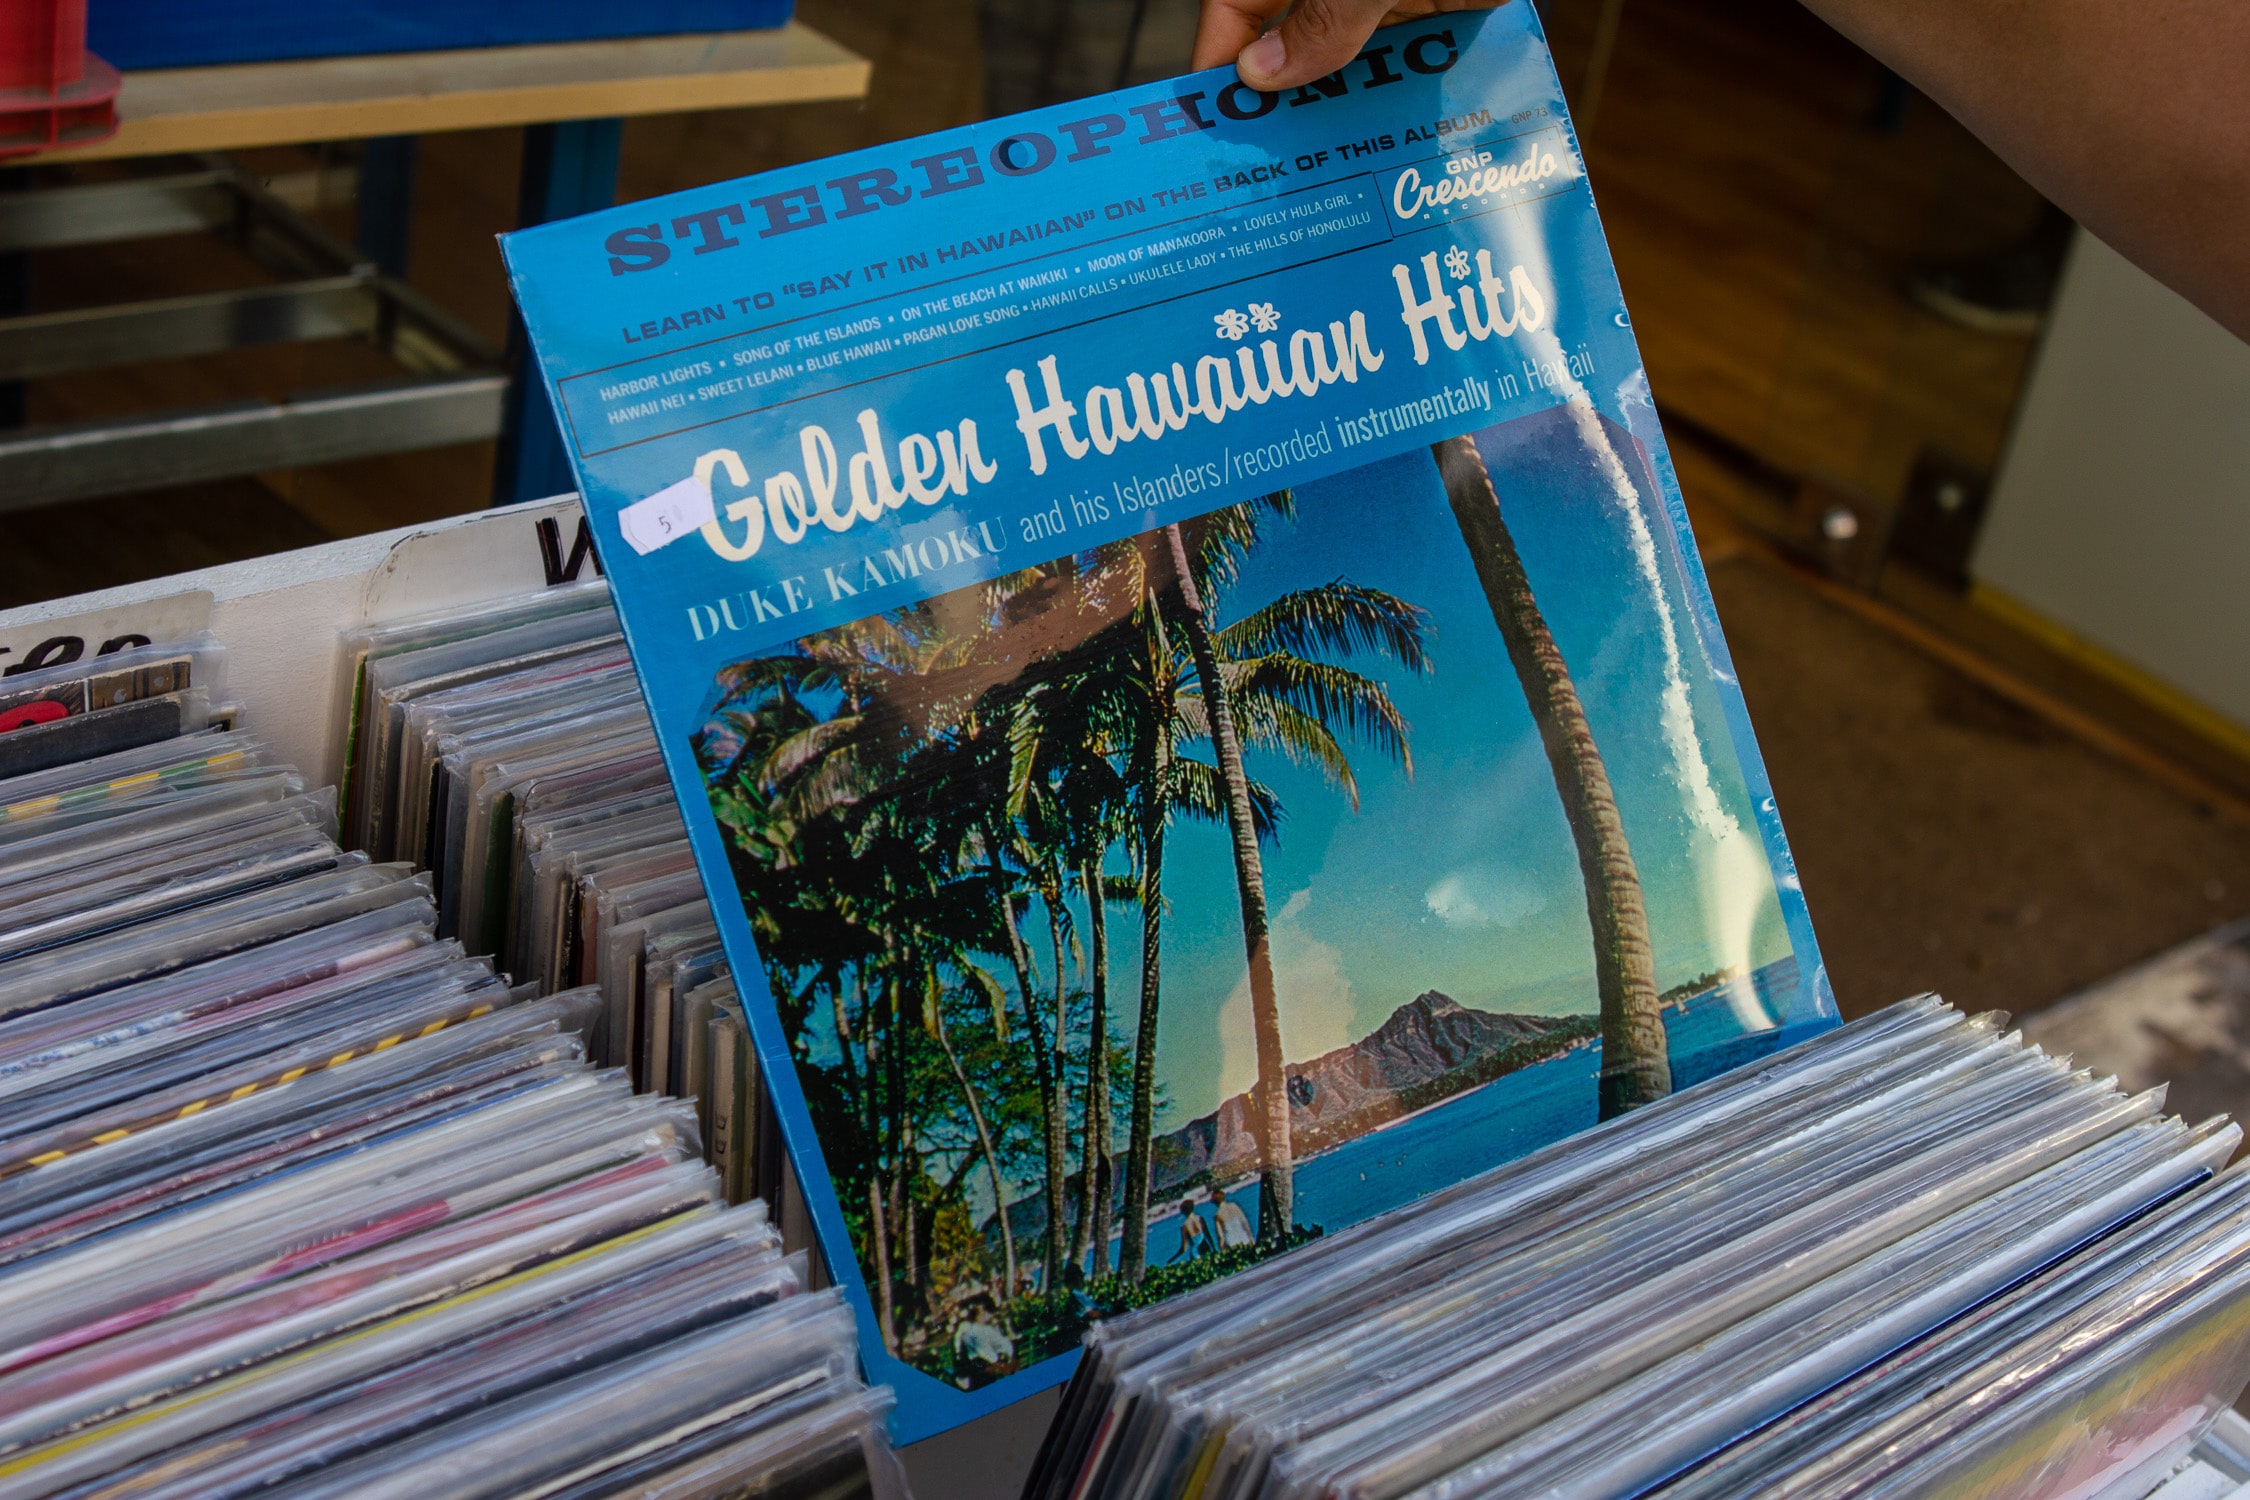 STEREOPHONIC
LEARN TO "SAY IT IN HAWAIIAN" ON THE BACK OF THIS ALBUM
GNP 73
HARBOR LIGHTS ▪ SONG OF THE ISLANDS ▪ ON THE BEACH AT WAIKIKI ▪ MOON OF MANAKOORA ▪ LOVELY HULA GIRL ▪
HAWAII NEI ▪ SWEET LELANI ▪ BLUE HAWAII ▪ PAGAN LOVE SONG ▪ HAWAII CALLS ▪ UKULELE LADY ▪ THE HILLS OF HONOLULU
GNP
Crescendo
RECORDS
Golden Hawaiian Hits
5
DUKE KAMOKU and his Islanders/recorded instrumentally in Hawaii